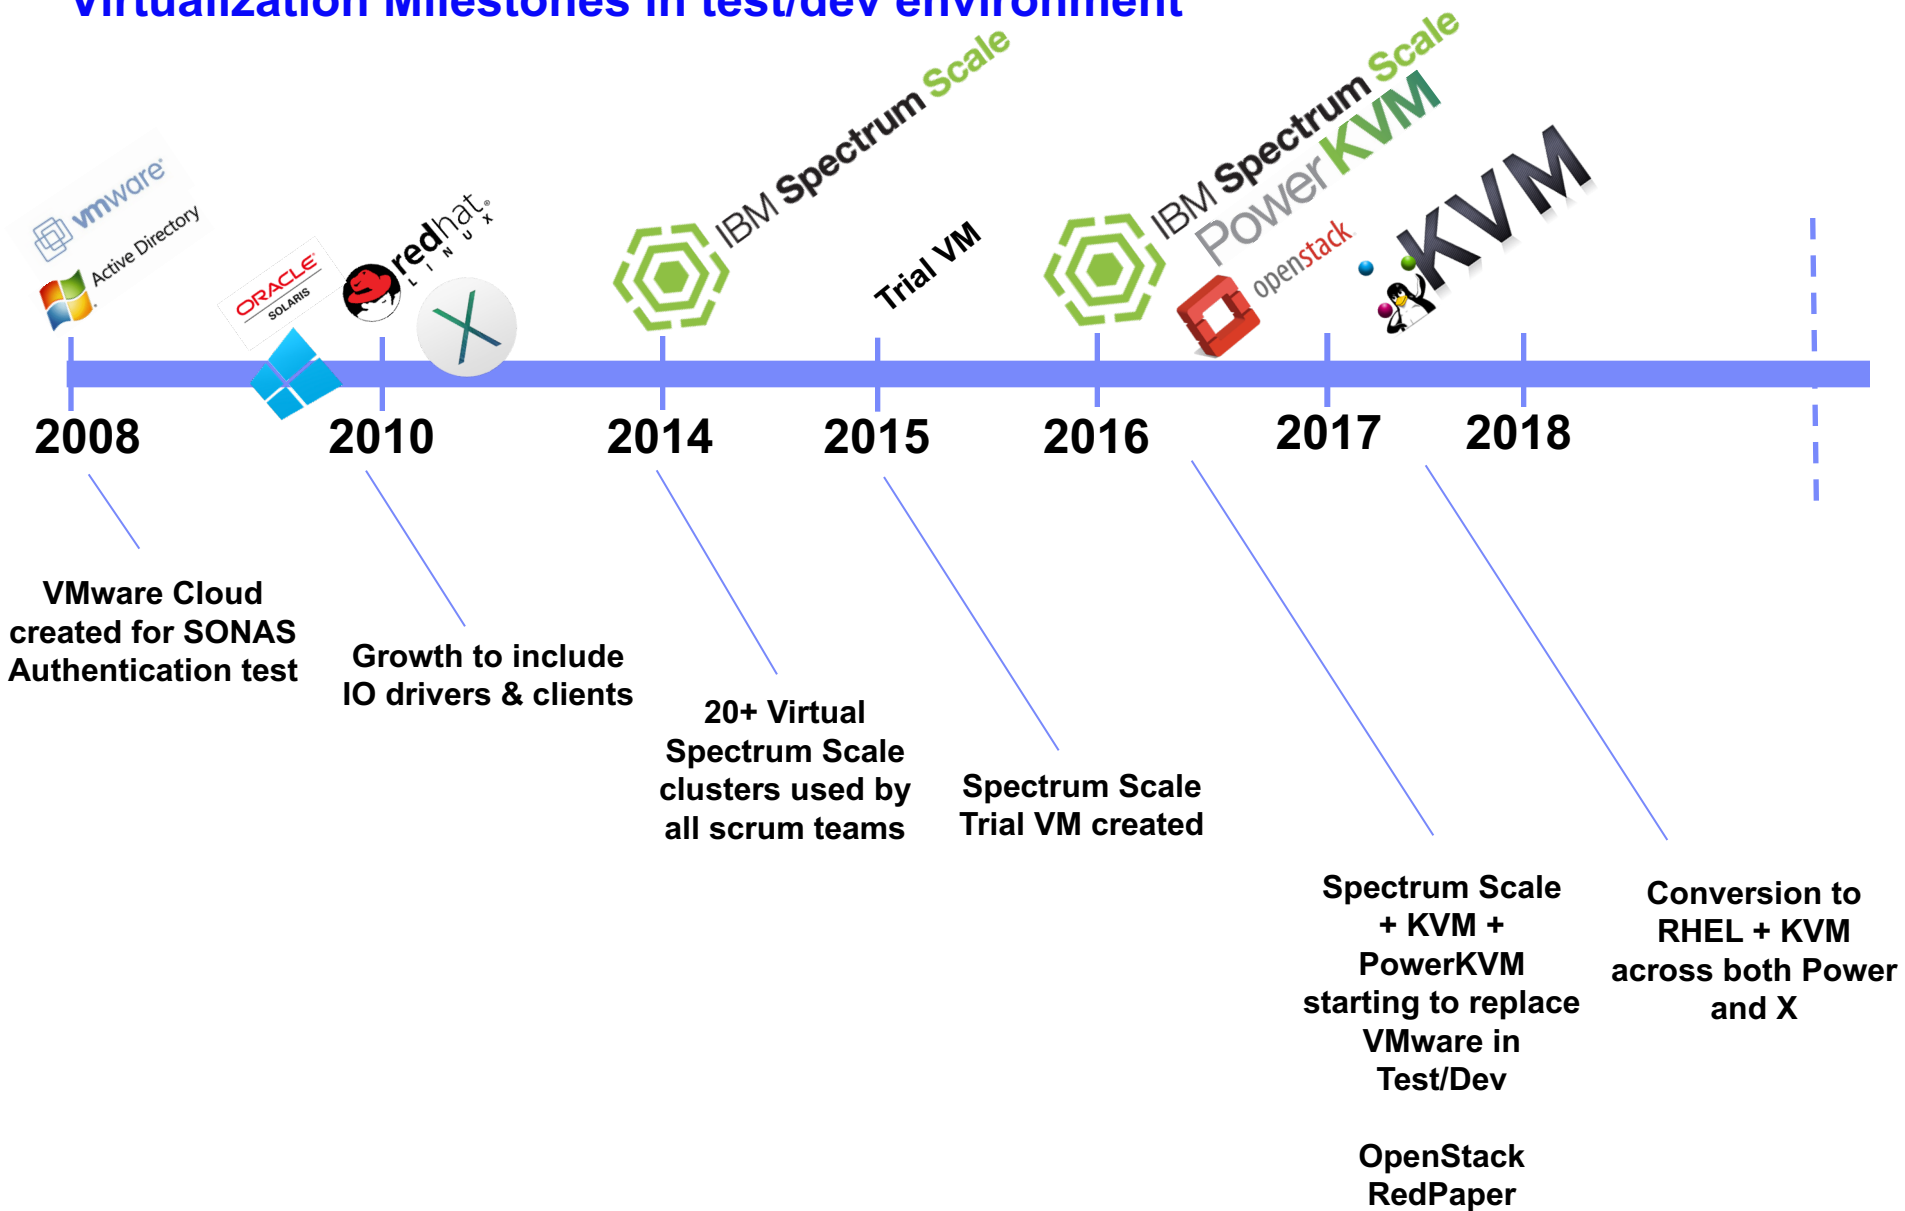 Virtualization Milestones in test/dev environment
vmware®
Active Directory
ORACLE®
SOLARIS
redhat®
LINUX
IBM Spectrum Scale
Trial VM
IBM Spectrum Scale
Power KVM
openstack
KVM
2008
2010
2014
2015
2016
2017
2018
VMware Cloud
created for SONAS
Authentication test
Growth to include
IO drivers & clients
20+ Virtual
Spectrum Scale
clusters used by
all scrum teams
Spectrum Scale
Trial VM created
Spectrum Scale
+ KVM +
PowerKVM
starting to replace
VMware in
Test/Dev
OpenStack
RedPaper
Conversion to
RHEL + KVM
across both Power
and X